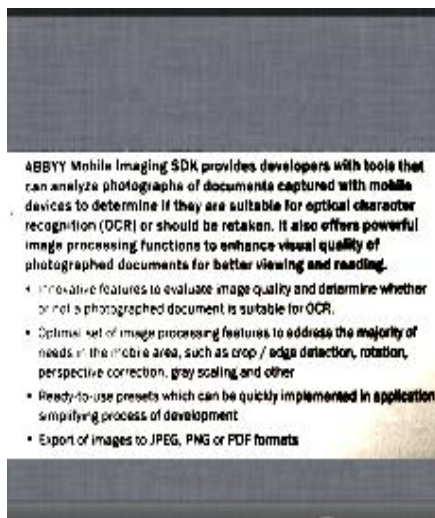 ABBYY Mobile Imaging SDK provides developers with tools that
can analyze photographs of documents captured with mobile
devices to determine if they are suitable for optical character
recognition (OCR) or should be retaken. It also offers powerful
image processing functions to enhance visual quality of
photographed documents for better viewing and reading.
• Innovative features to evaluate image quality and determine whether
or not a photographed document is suitable for OCR.
• Optimal set of image processing features to address the majority of
needs in the mobile area, such as crop / edge detection, rotation,
perspective correction, gray scaling and other
• Ready-to-use presets which can be quickly implemented in application
simplifying process of development
• Export of images to JPEG, PNG or PDF formats